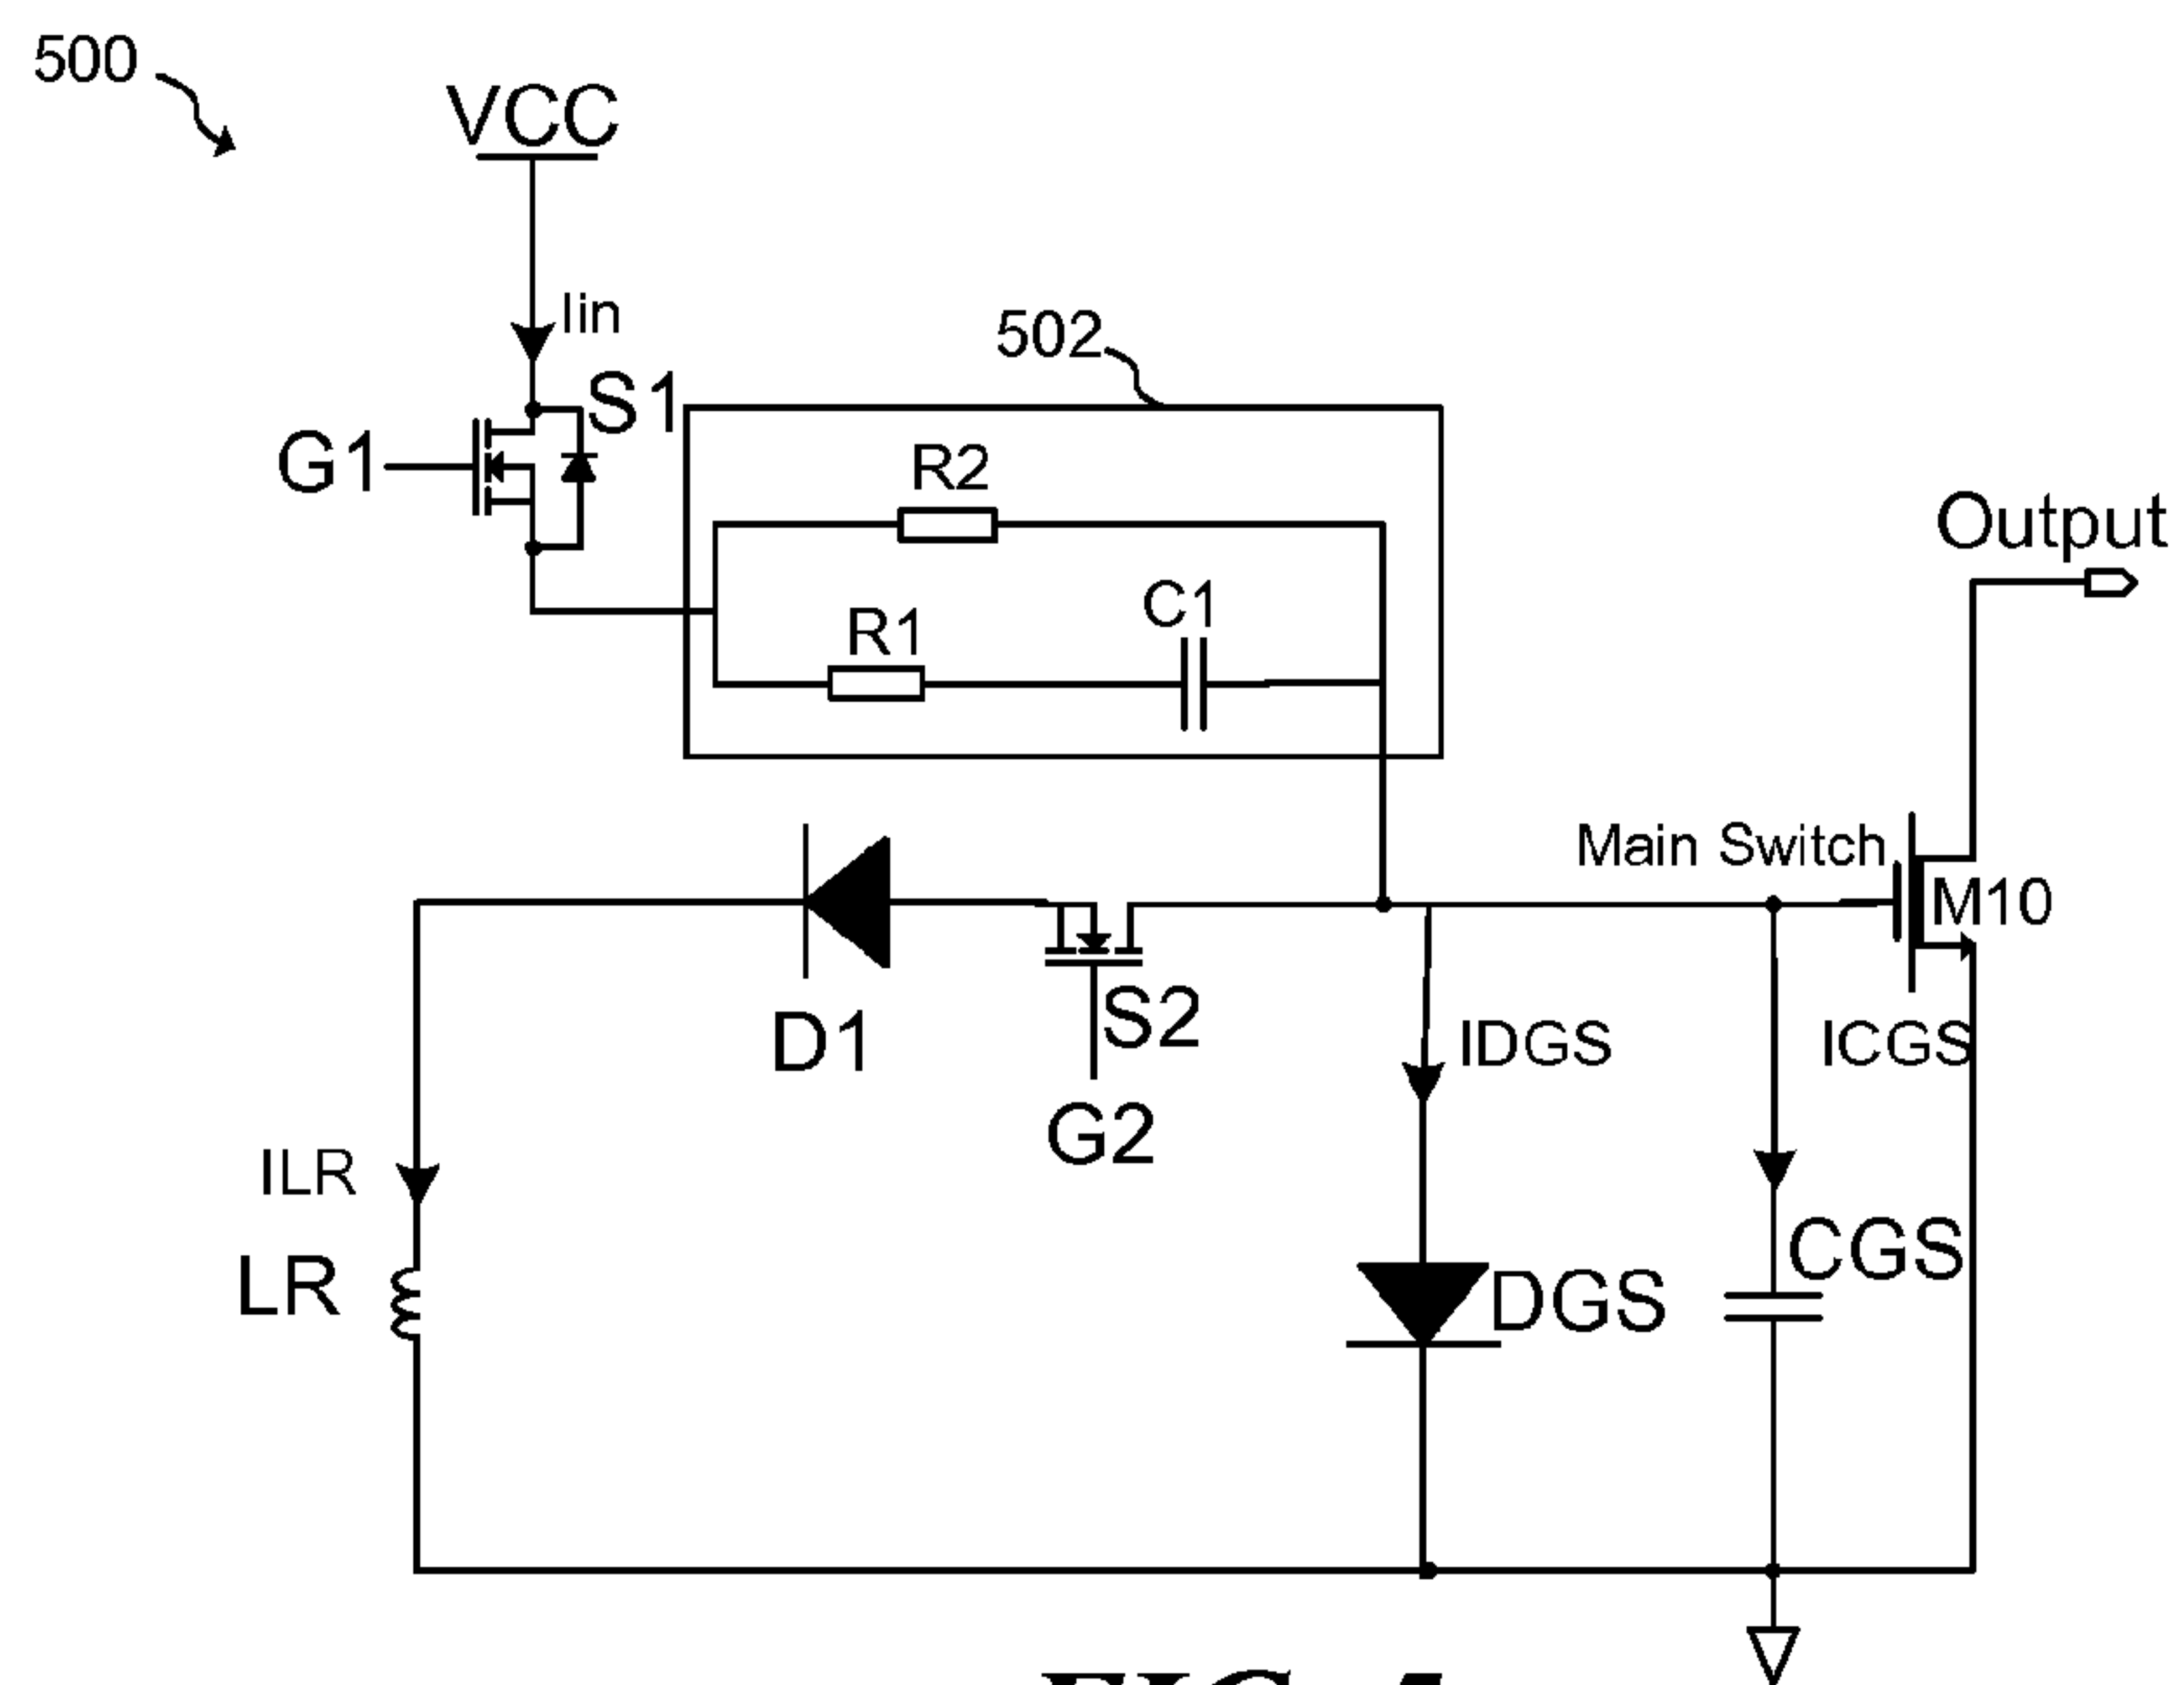 500
VCC
Iin
S1
G1
502
R2
R1
C1
Output
Main Switch
M10
D1
S2
G2
IDGS
ICGS
ILR
LR
DGS
CGS